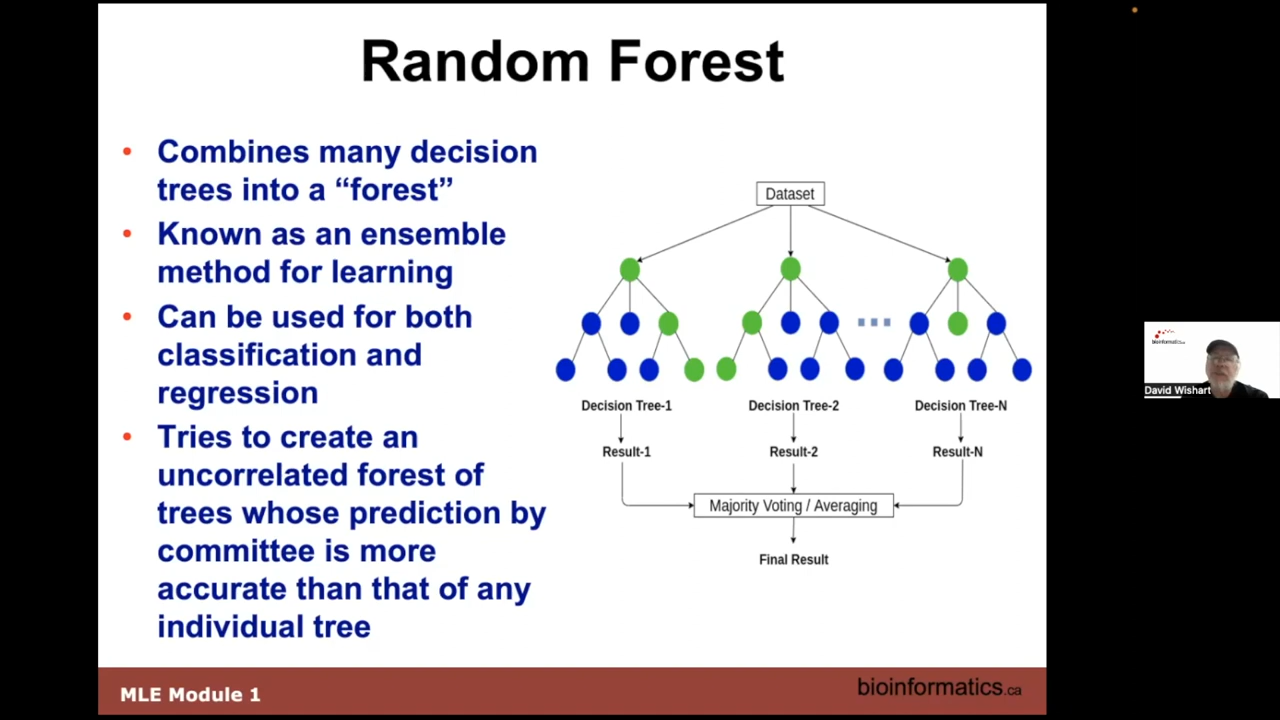 Random Forest
• Combines many decision
trees into a “forest”
• Known as an ensemble
method for learning
• Can be used for both
classification and
regression
• Tries to create an
uncorrelated forest of
trees whose prediction by
committee is more
accurate than that of any
individual tree
Dataset
Decision Tree-1
Decision Tree-2
Decision Tree-N
Result-1
Result-2
Result-N
Majority Voting / Averaging
Final Result
MLE Module 1
bioinformatics.ca
bioinformatics.ca
David Wishart